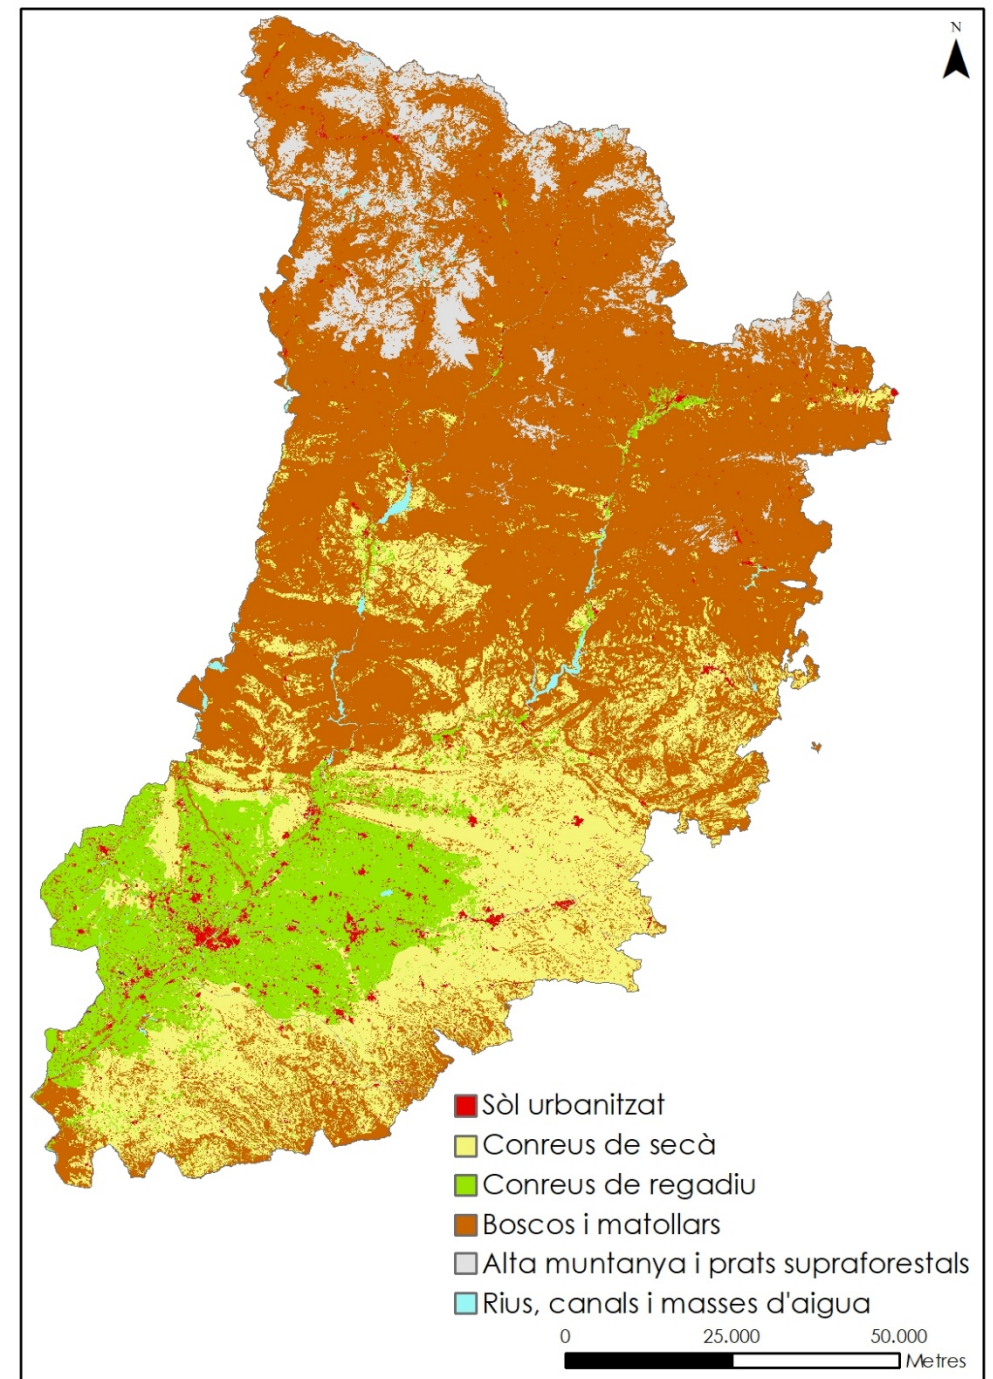 N
Sòl urbanitzat
Conreus de secà
Conreus de regadiu
Boscos i matollars
Alta muntanya i prats supraforestals
Rius, canals i masses d'aigua
0 25.000 50.000
Metres